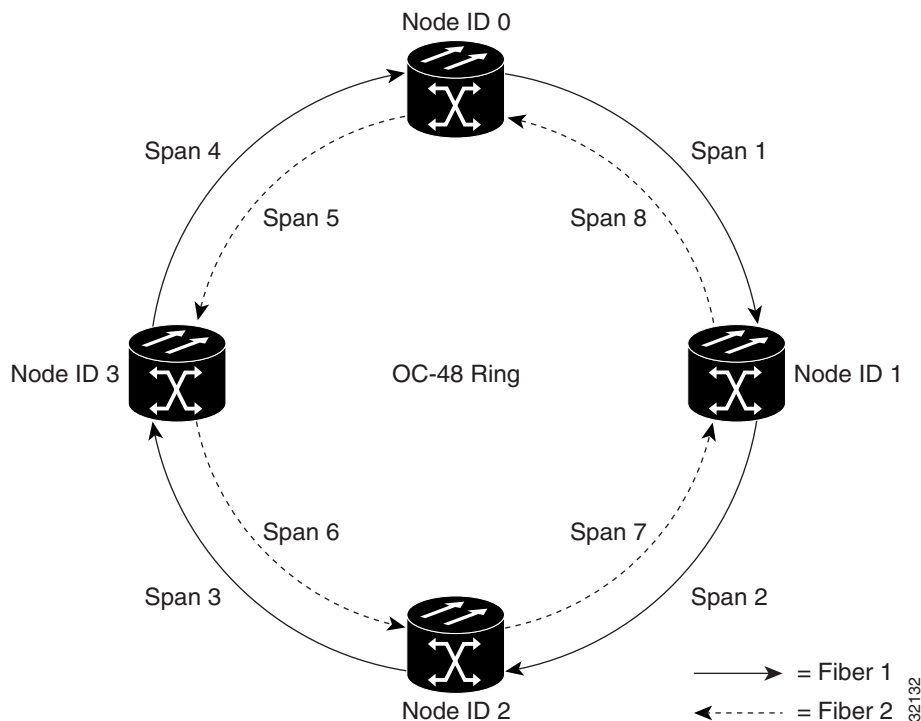 Node ID 0
Span 4
Span 1
Span 5
Span 8
Node ID 3
OC-48 Ring
Node ID 1
Span 6
Span 7
Span 3
Span 2
Node ID 2
= Fiber 1
= Fiber 2
32132